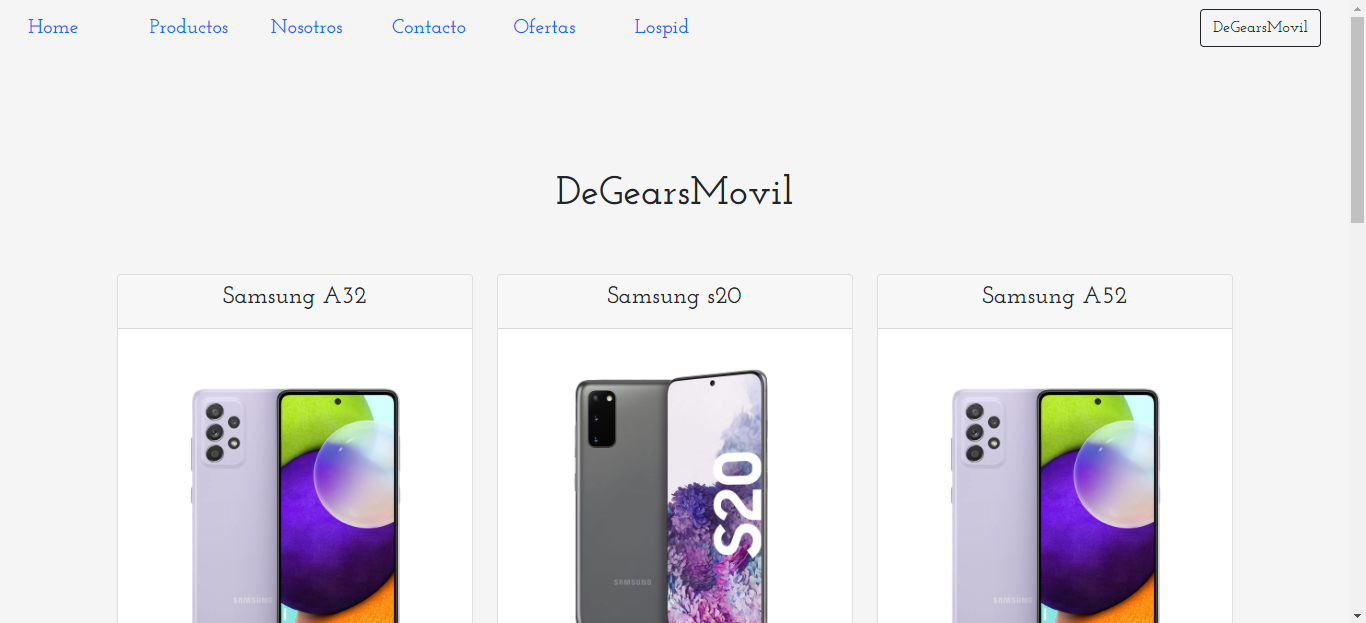 Home Productos Nosotros Contacto Ofertas Lospid DeGearsMovil
DeGearsMovil
Samsung A32 Samsung s20 Samsung A52
S20
SAMSUNG SAMSUNG SAMSUNG